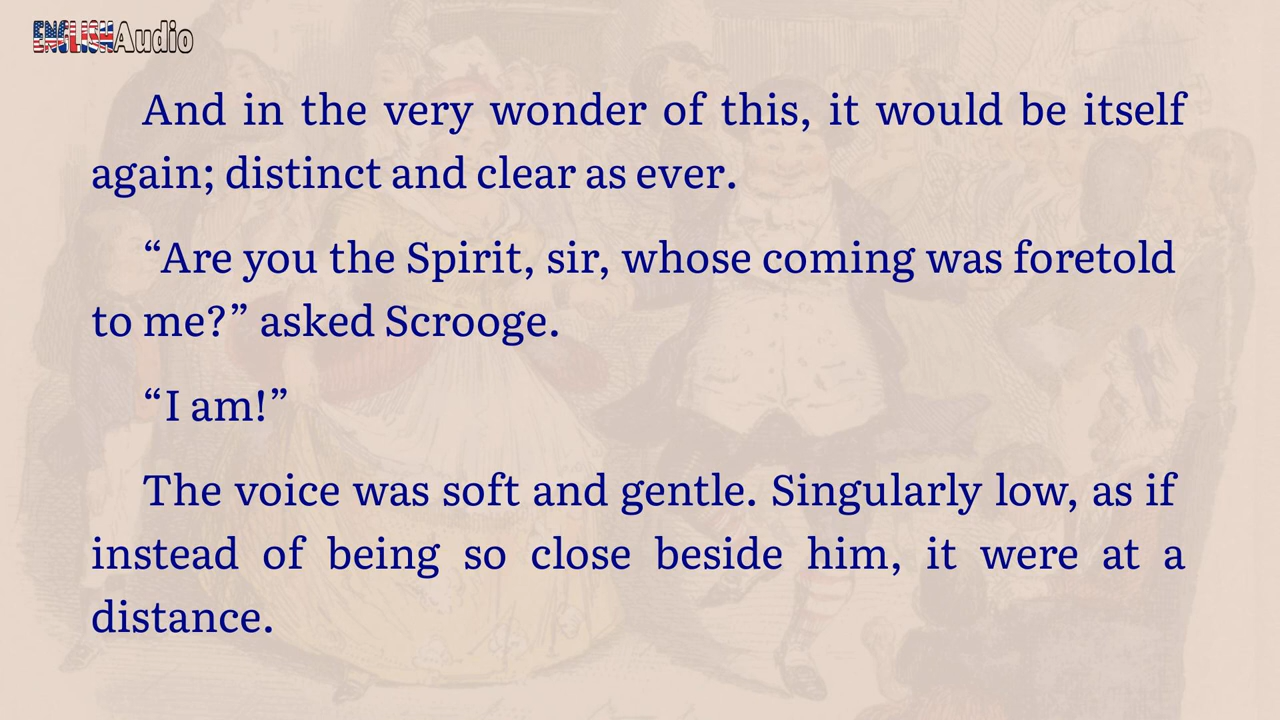 ENGLISHAudio
And in the very wonder of this, it would be itself
again; distinct and clear as ever.
“Are you the Spirit, sir, whose coming was foretold
to me?” asked Scrooge.
“I am!”
The voice was soft and gentle. Singularly low, as if
instead of being so close beside him, it were at a
distance.